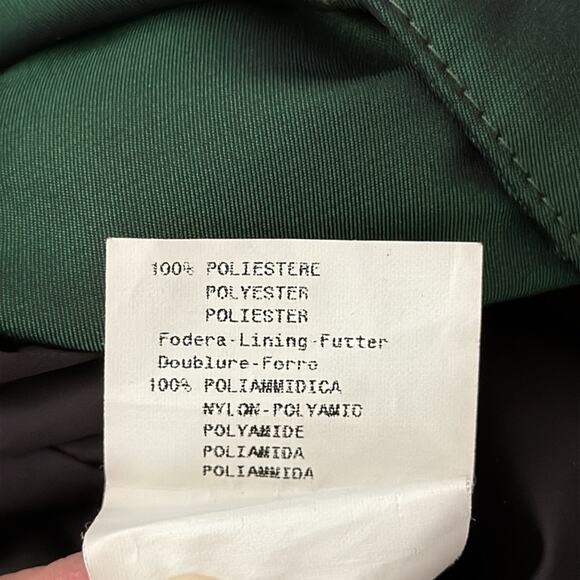 100% POLIESTERE
POLYESTER
POLIESTER
Fodera-Lining-Futter
Doublure-Forro
100% POLIAMMIDICA
NYLON-POLYAMID
POLYAMIDE
POLIAMIDA
POLIAMMIDA